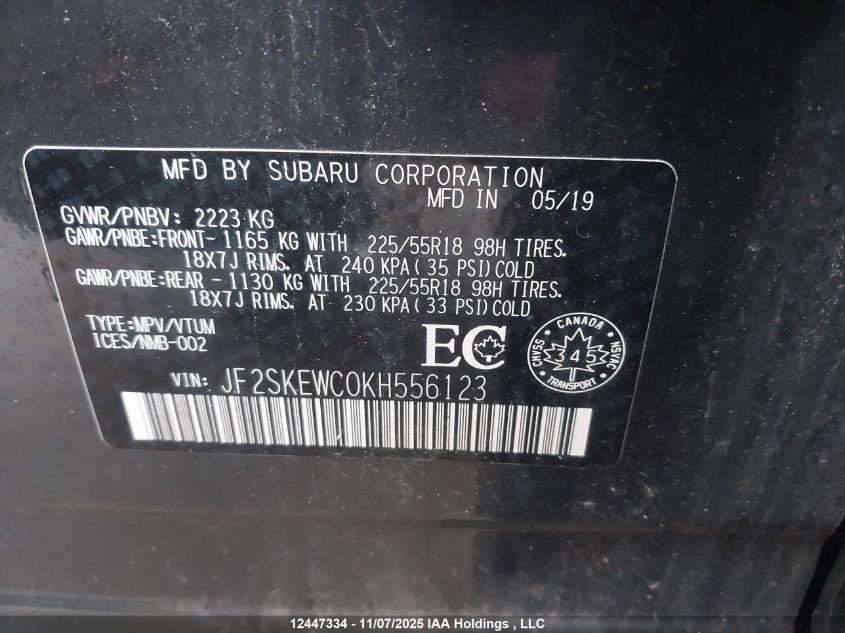 MFD BY SUBARU CORPORATION
MFD IN 05/19
GVWR/PNBV: 2223 KG
GAWR/PNBE:FRONT- 1165 KG WITH 225/55R18 98H TIRES.
18X7J RIMS. AT 240 KPA(35 PSI)COLD
GAWR/PNBE:REAR - 1130 KG WITH 225/55R18 98H TIRES.
18X7J RIMS. AT 230 KPA(33 PSI)COLD
TYPE:MPV/VTUM
ICES/NMB-002
EC
CANADA
CMVSS
345
NSVAC
TRANSPORT
VIN: JF2SKEWC0KH556123
12447334 - 11/07/2025 IAA Holdings , LLC